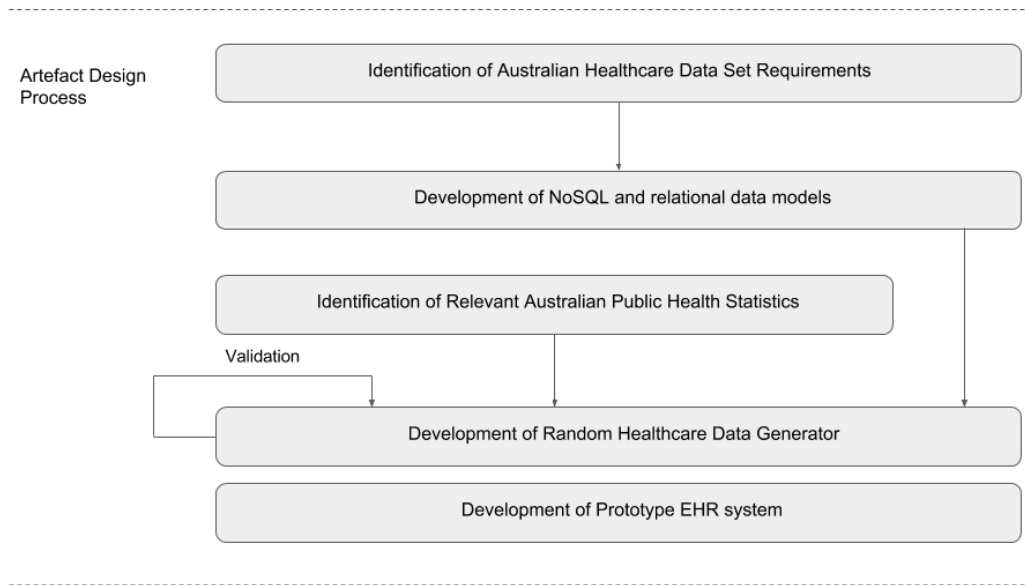 Artefact Design
Process
Identification of Australian Healthcare Data Set Requirements
Development of NoSQL and relational data models
Identification of Relevant Australian Public Health Statistics
Validation
Development of Random Healthcare Data Generator
Development of Prototype EHR system